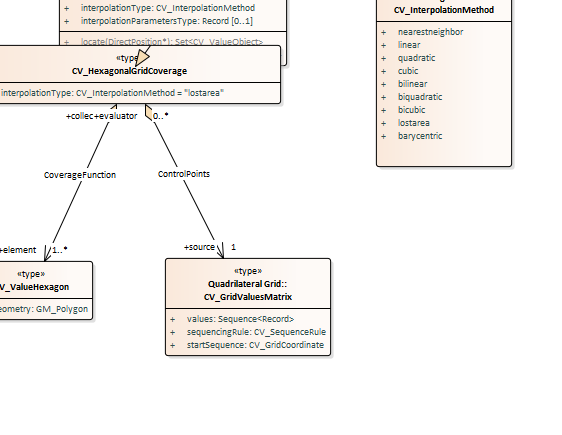 interpolationType: CV_InterpolationMethod
+ interpolationParametersType: Record [0..1]
+ locate(DirectPosition*): Set<CV_ValueObject>
CV_HexagonalGridCoverage
interpolationType: CV_InterpolationMethod = "lostarea"
+collec+evaluator
0..*
CoverageFunction
ControlPoints
+element
1..*
+source
1
«type»
V_ValueHexagon
eometry: GM_Polygon
«type»
Quadrilateral Grid::
CV_GridValuesMatrix
+ values: Sequence<Record>
+ sequencingRule: CV_SequenceRule
+ startSequence: CV_GridCoordinate
CV_InterpolationMethod
+ nearestneighbor
+ linear
+ quadratic
+ cubic
+ bilinear
+ biquadratic
+ bicubic
+ lostarea
+ barycentric